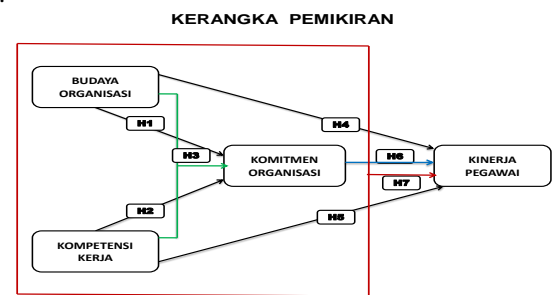 KERANGKA PEMIKIRAN
BUDAYA
ORGANISASI
H1
H4
H3
KOMITMEN
ORGANISASI
H6
KINERJA
PEGAWAI
H7
H2
H5
KOMPETENSI
KERJA